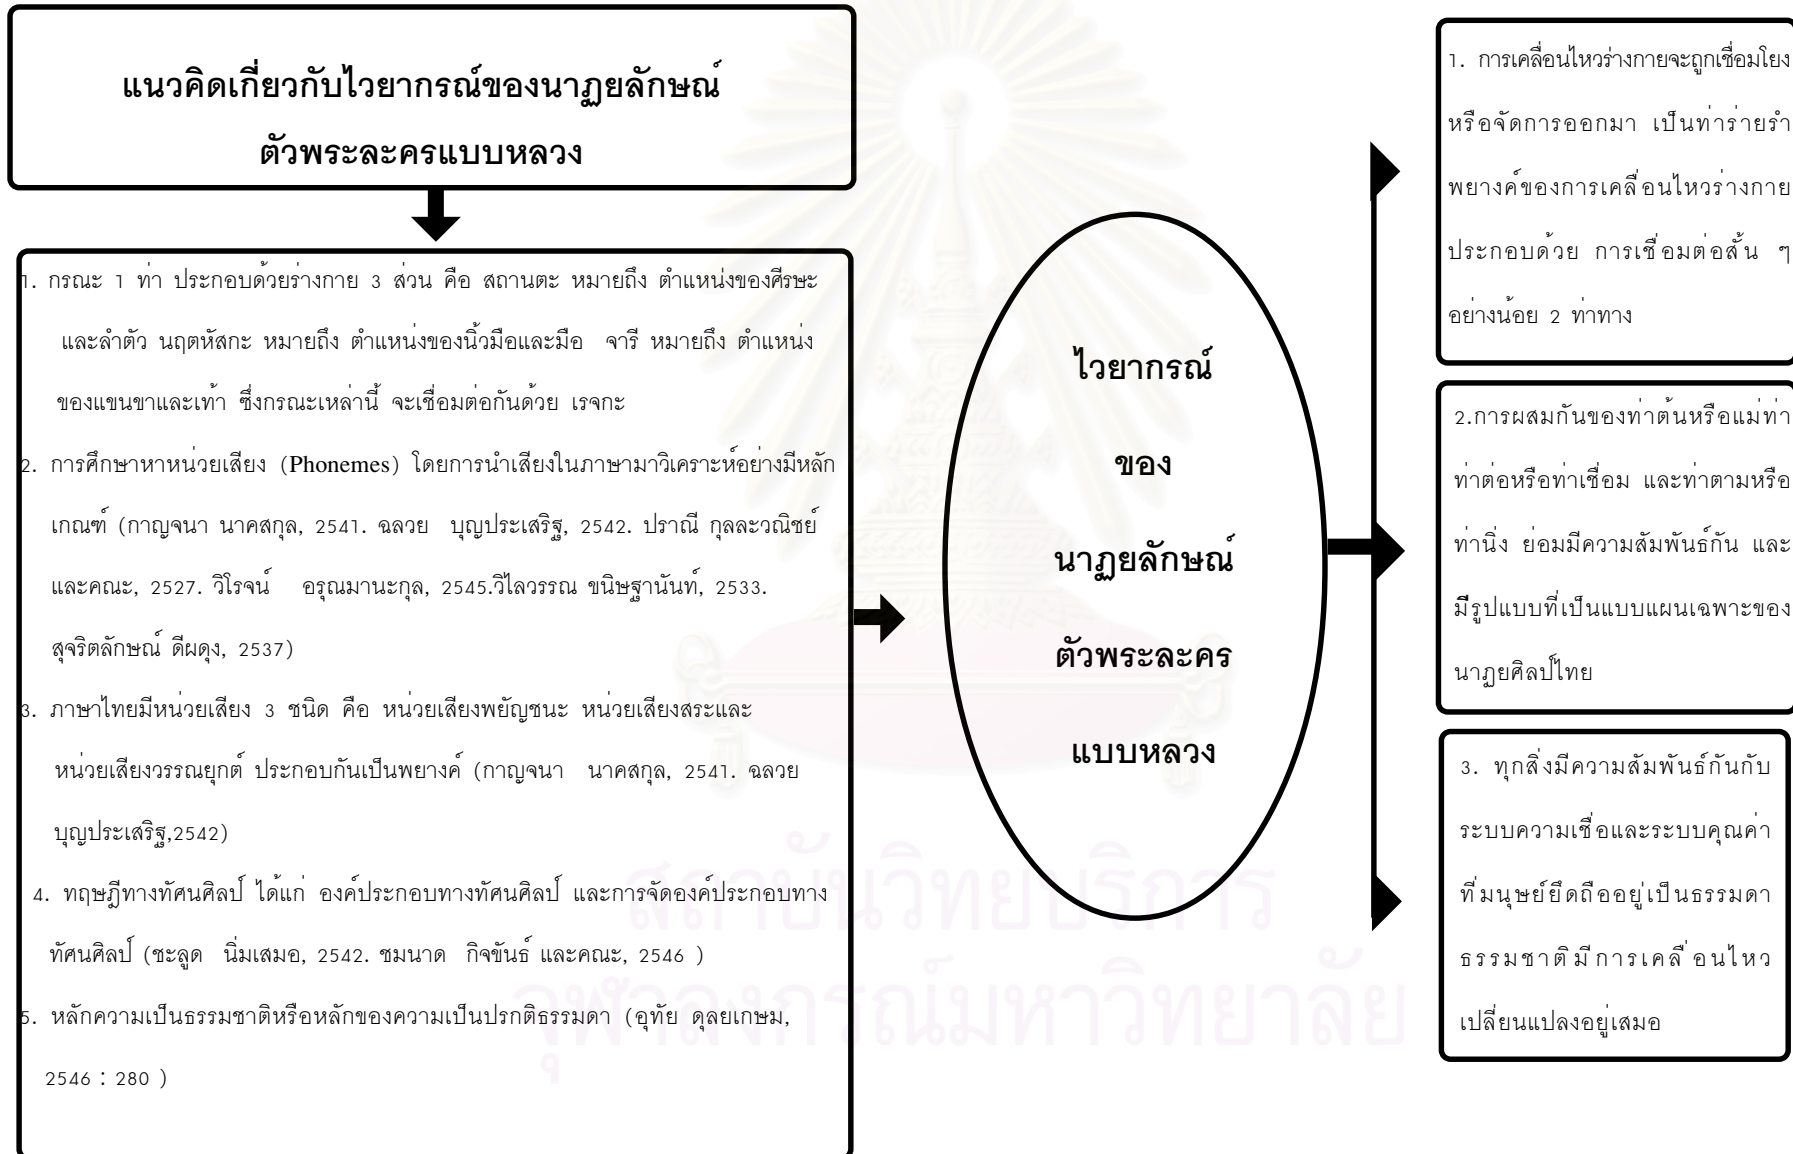 แนวคิดเกี่ยวกับไวยากรณ์ของนาฏยลักษณ์
ตัวพระละครแบบหลวง
1. กรณะ 1 ท่า ประกอบด้วยร่างกาย 3 ส่วน คือ สถานตะ หมายถึง ตำแหน่งของศีรษะ
และลำตัว นฤตหัสกะ หมายถึง ตำแหน่งของนิ้วมือและมือ จารี หมายถึง ตำแหน่ง
ของแขนขาและเท้า ซึ่งกรณะเหล่านี้ จะเชื่อมต่อกันด้วย เรจกะ
2. การศึกษาหาหน่วยเสียง (Phonemes) โดยการนำเสียงในภาษามาวิเคราะห์อย่างมีหลัก
เกณฑ์ (กาญจนา นาคสกุล, 2541. ฉลวย บุญประเสริฐ, 2542. ปราณี กุลละวณิชย์
และคณะ, 2527. วิโรจน์ อรุณมานะกุล, 2545.วิไลวรรณ ขนิษฐานันท์, 2533.
สุจริตลักษณ์ ดีผดุง, 2537)
3. ภาษาไทยมีหน่วยเสียง 3 ชนิด คือ หน่วยเสียงพยัญชนะ หน่วยเสียงสระและ
หน่วยเสียงวรรณยุกต์ ประกอบกันเป็นพยางค์ (กาญจนา นาคสกุล, 2541. ฉลวย
บุญประเสริฐ,2542)
4. ทฤษฎีทางทัศนศิลป์ ได้แก่ องค์ประกอบทางทัศนศิลป์ และการจัดองค์ประกอบทาง
ทัศนศิลป์ (ชะลูด นิ่มเสมอ, 2542. ชมนาด กิจขันธ์ และคณะ, 2546 )
5. หลักความเป็นธรรมชาติหรือหลักของความเป็นปรกติธรรมดา (อุทัย ดุลยเกษม,
2546 : 280 )
ไวยากรณ์
ของ
นาฏยลักษณ์
ตัวพระละคร
แบบหลวง
1. การเคลื่อนไหวร่างกายจะถูกเชื่อมโยง
หรือจัดการออกมา เป็นท่าร่ายรำ
พยางค์ของการเคลื่อนไหวร่างกาย
ประกอบด้วย การเชื่อมต่อสั้น ๆ
อย่างน้อย 2 ท่าทาง
2.การผสมกันของท่าต้นหรือแม่ท่า
ท่าต่อหรือท่าเชื่อม และท่าตามหรือ
ท่านิ่ง ย่อมมีความสัมพันธ์กัน และ
มีรูปแบบที่เป็นแบบแผนเฉพาะของ
นาฏยศิลป์ไทย
3. ทุกสิ่งมีความสัมพันธ์กันกับ
ระบบความเชื่อและระบบคุณค่า
ที่มนุษย์ยึดถืออยู่เป็นธรรมดา
ธรรมชาติมีการเคลื่อนไหว
เปลี่ยนแปลงอยู่เสมอ
สถาบันวิทยบริการ
จุฬาลงกรณ์มหาวิทยาลัย